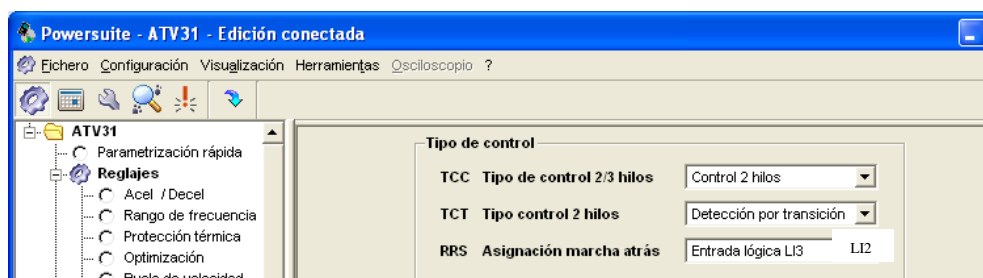 Powersuite - ATV31 - Edición conectada
Fichero Configuración Visualización Herramientas Osciloscopio ?
ATV31
Parametrización rápida
Reglajes
Acel / Decel
Rango de frecuencia
Protección térmica
Optimización
Tipo de control
TCC Tipo de control 2/3 hilos Control 2 hilos
TCT Tipo control 2 hilos Detección por transición
RRS Asignación marcha atrás Entrada lógica LI3 LI2